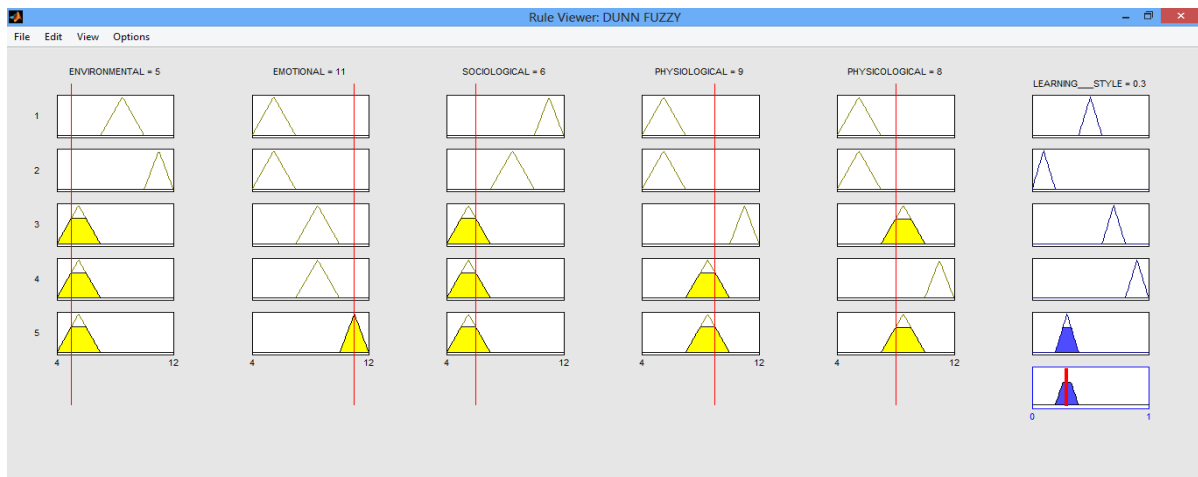 Rule Viewer: DUNN FUZZY
File Edit View Options
ENVIRONMENTAL = 5 EMOTIONAL = 11 SOCIOLOGICAL = 6 PHYSIOLOGICAL = 9 PHYSICOLOGICAL = 8
LEARNING___STYLE = 0.3
1
2
3
4
5
4 12 4 12 4 12 4 12 4 12
0 1